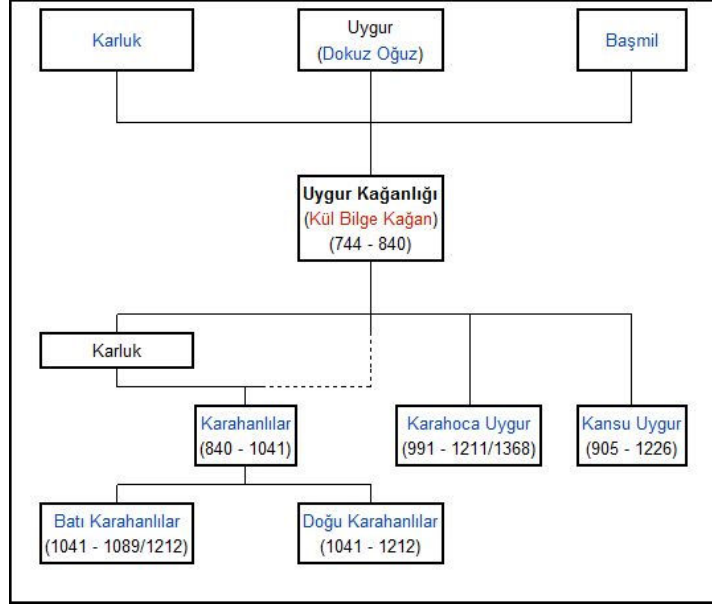 Karluk
Uygur
(Dokuz Oğuz)
Başmil
Uygur Kağanlığı
(Kül Bilge Kağan)
(744 - 840)
Karluk
Karahanlılar
(840 - 1041)
Karahoca Uygur
(991 - 1211/1368)
Kansu Uygur
(905 - 1226)
Batı Karahanlılar
(1041 - 1089/1212)
Doğu Karahanlılar
(1041 - 1212)